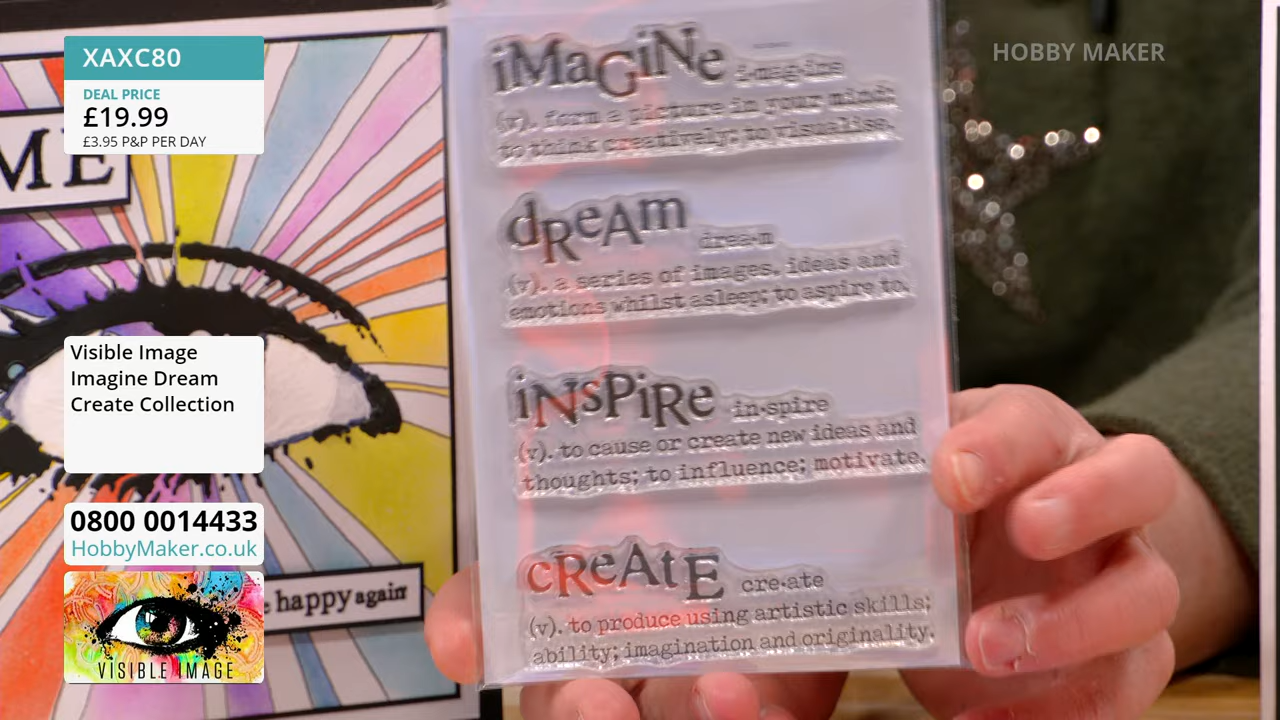 XAXC80
DEAL PRICE
£19.99
£3.95 P&P PER DAY
ME
Visible Image
Imagine Dream
Create Collection
0800 0014433
HobbyMaker.co.uk
VISIBLE IMAGE
happy again
iMaGiNe i·mag·ine
(v). form a picture in your mind;
to think creatively; to visualise.
dReAm drea·m
(v). a series of images, ideas and
emotions whilst asleep; to aspire to.
iNsPiRe in·spire
(v). to cause or create new ideas and
thoughts; to influence; motivate.
cReAtE cre·ate
(v). to produce using artistic skills;
ability; imagination and originality.
HOBBY MAKER